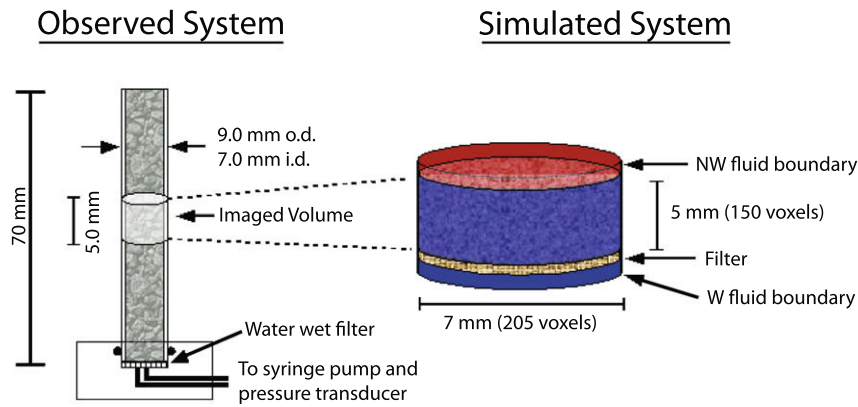 Observed System
Simulated System
70 mm
9.0 mm o.d.
7.0 mm i.d.
5.0 mm
Imaged Volume
Water wet filter
To syringe pump and
pressure transducer
NW fluid boundary
5 mm (150 voxels)
Filter
W fluid boundary
7 mm (205 voxels)